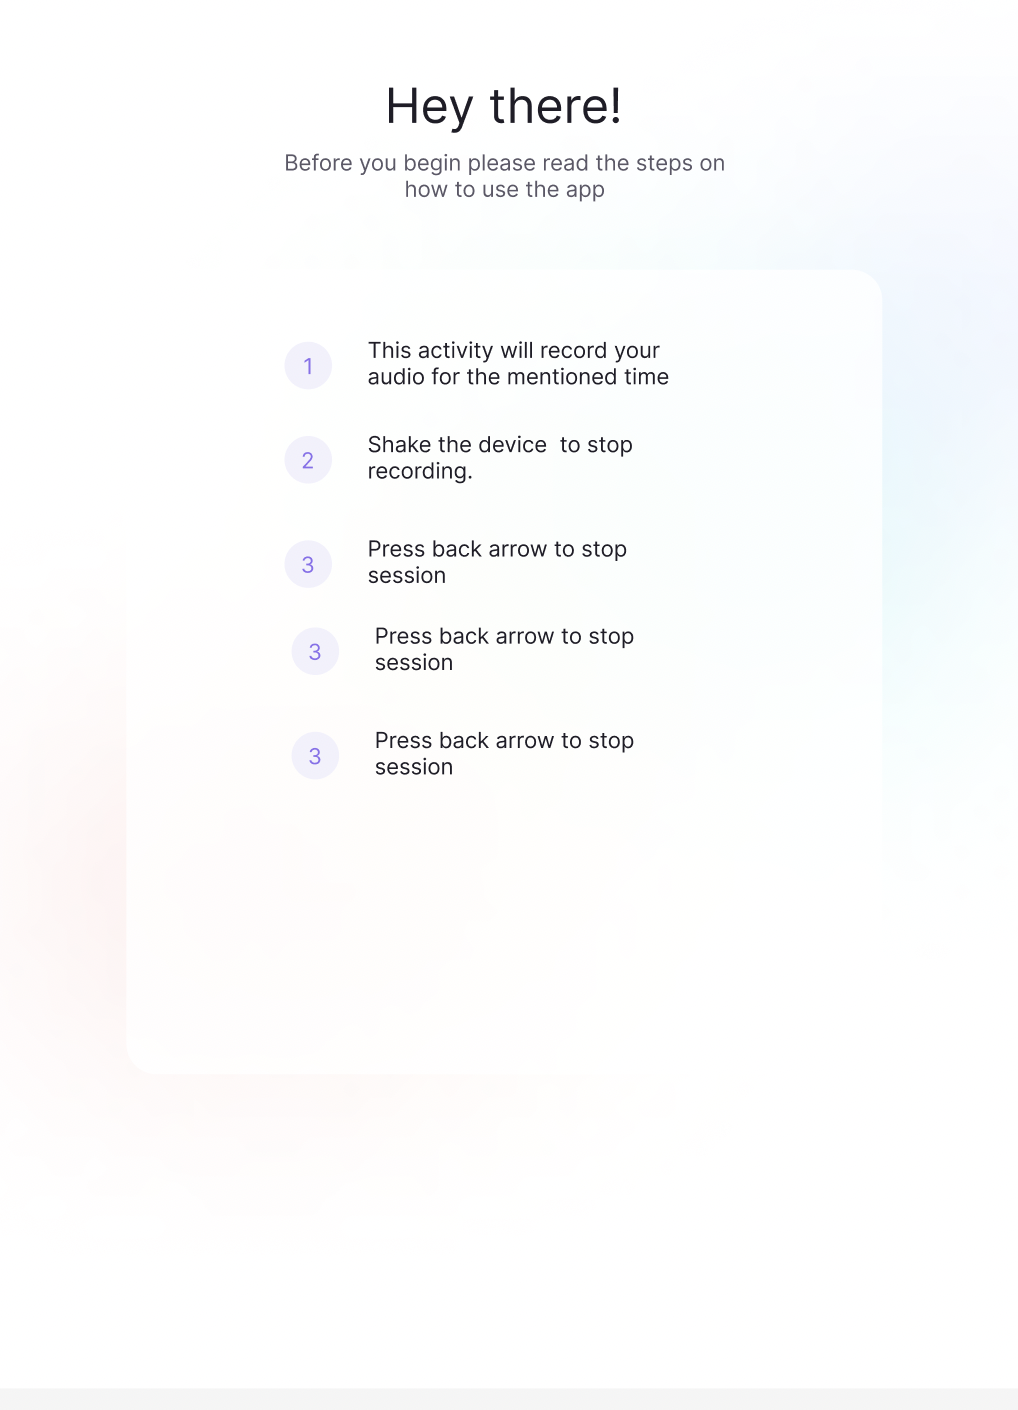 Hey there!
Before you begin please read the steps on
how to use the app
1 This activity will record your
audio for the mentioned time
2 Shake the device  to stop
recording.
3 Press back arrow to stop
session
3 Press back arrow to stop
session
3 Press back arrow to stop
session